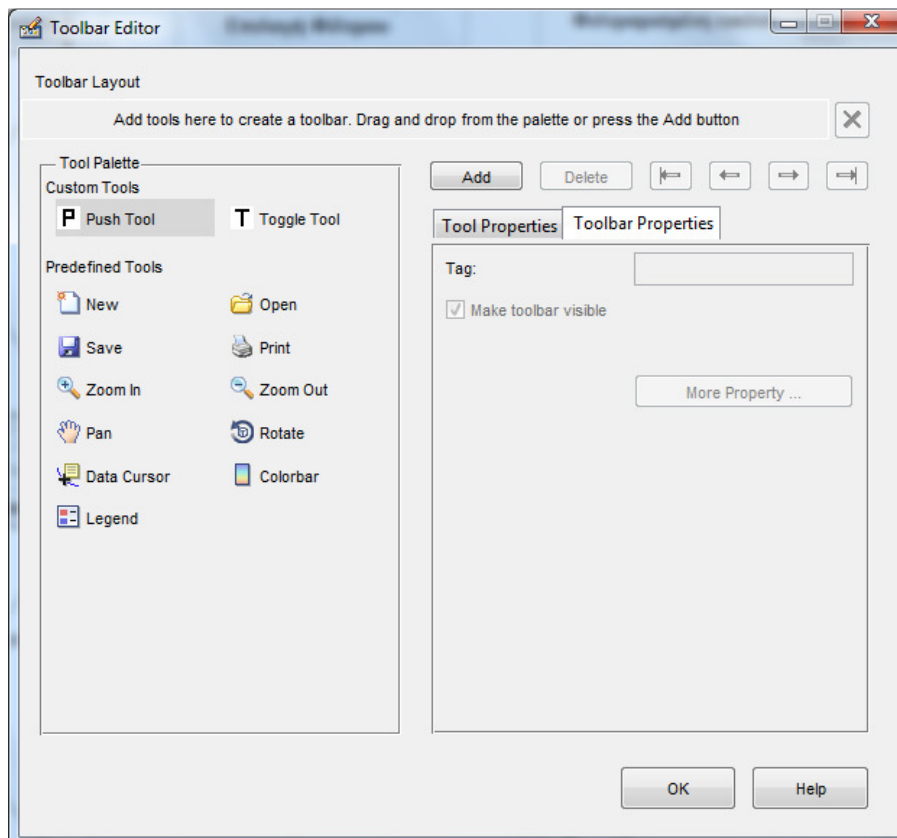 Toolbar Editor
Toolbar Layout
Add tools here to create a toolbar. Drag and drop from the palette or press the Add button
Tool Palette
Custom Tools
P Push Tool
T Toggle Tool
Predefined Tools
New
Open
Save
Print
Zoom In
Zoom Out
Pan
Rotate
Data Cursor
Colorbar
Legend
Add
Delete
Tool Properties
Toolbar Properties
Tag:
Make toolbar visible
More Property ...
OK
Help